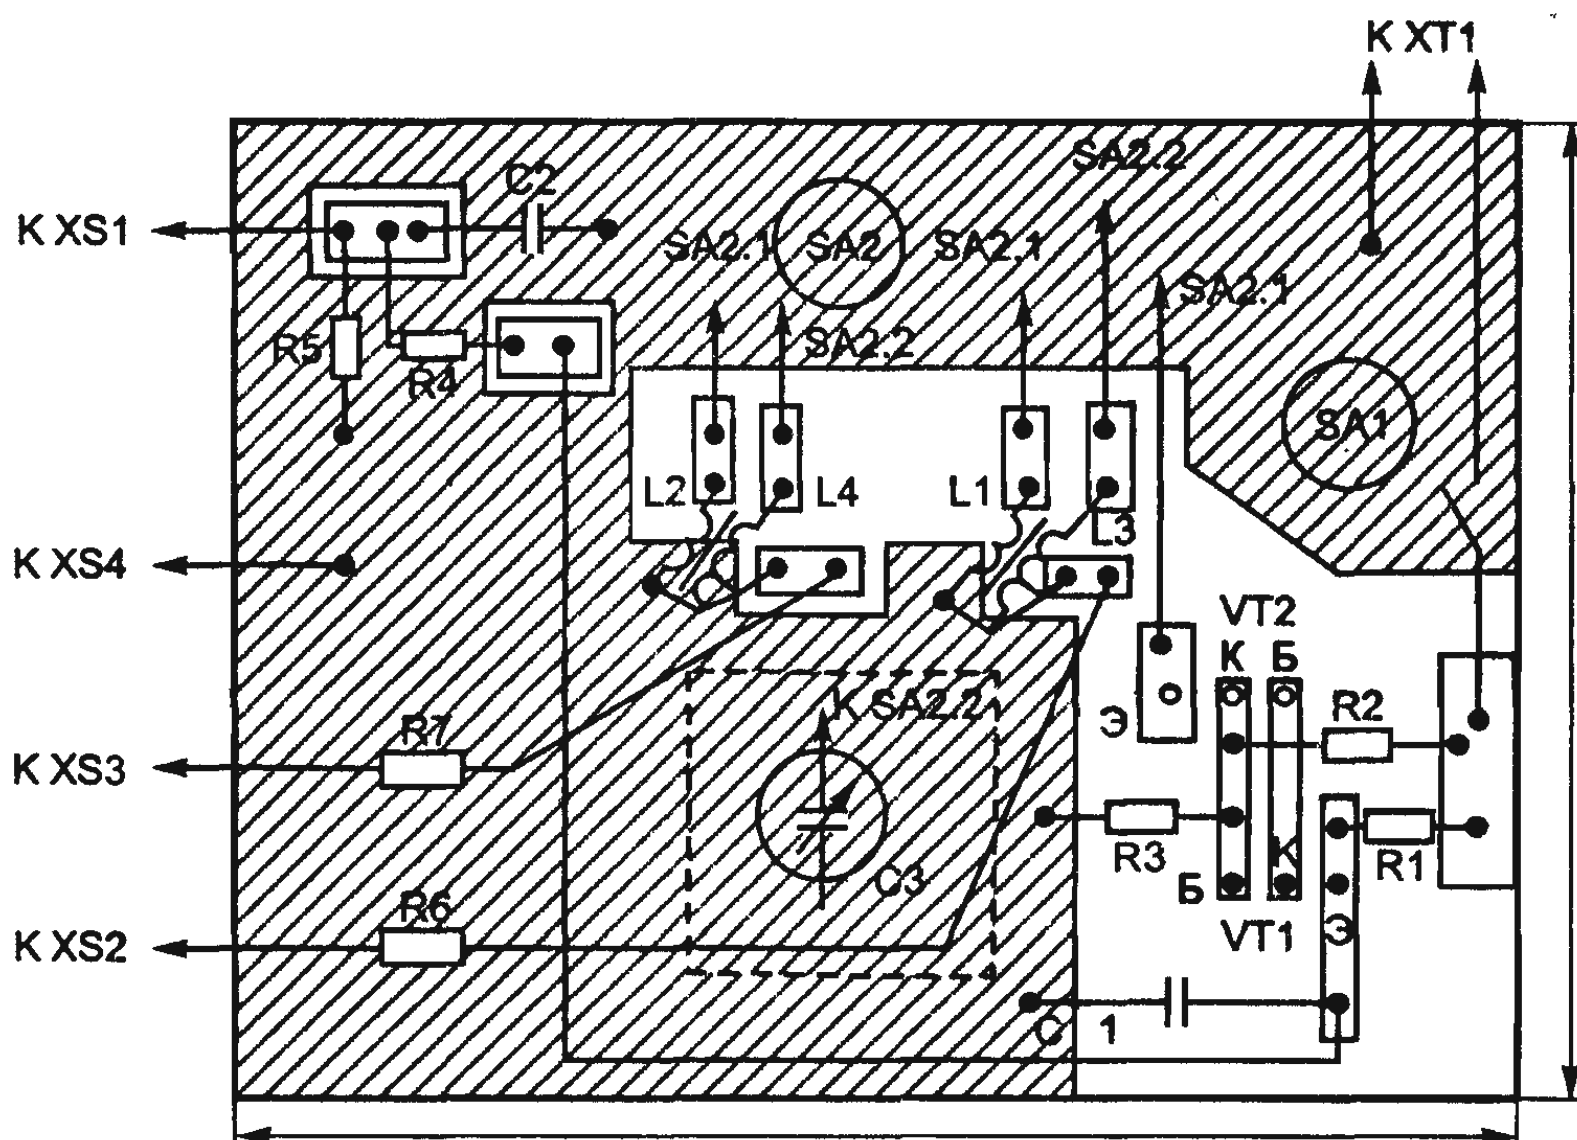 К XT1
SA2.2
C2
К XS1
SA2.1
SA2
SA2.1
SA2.1
R5
SA2.2
R4
SA1
L2
L4
L1
L3
К XS4
VT2
К Б
R2
К SA2.2
Э
R7
К XS3
R3
К
R1
C3
Б
R6
VT1
Э
К XS2
C 1